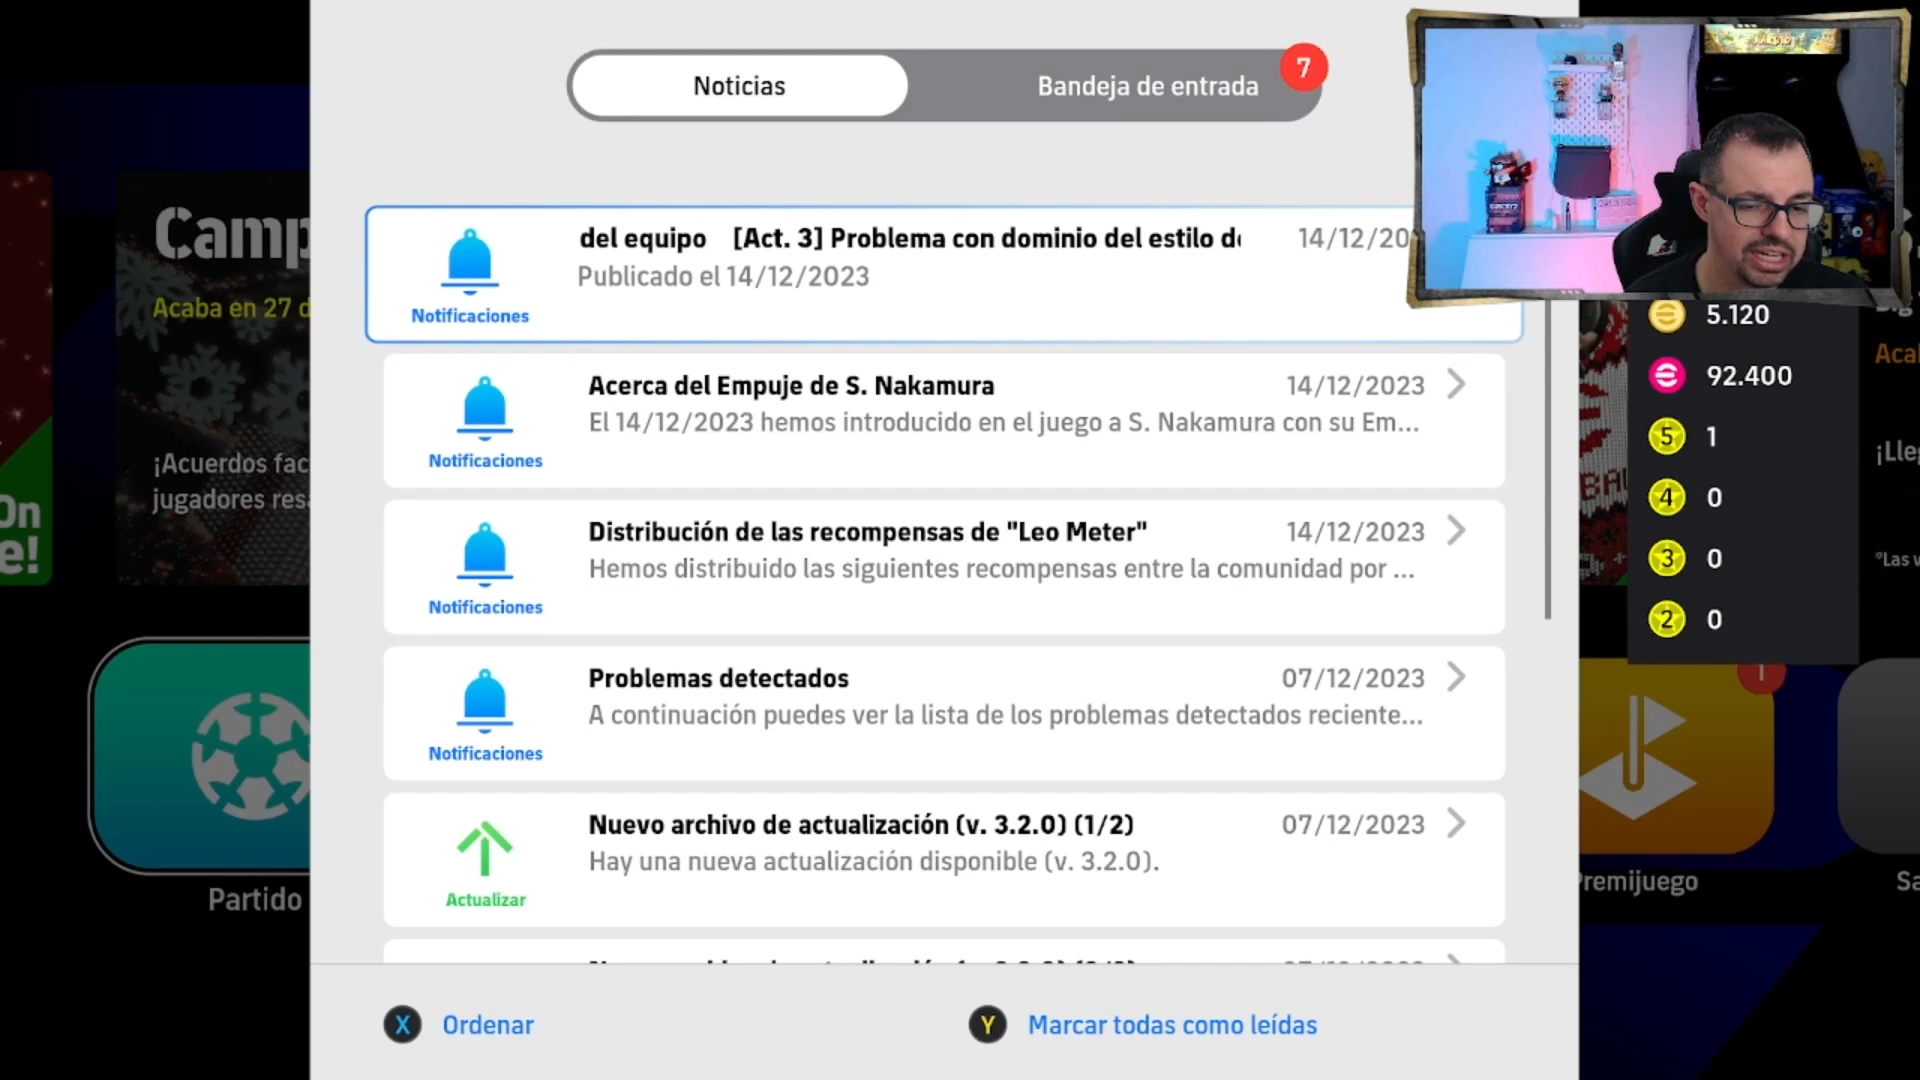 Noticias
Bandeja de entrada
7
del equipo [Act. 3] Problema con dominio del estilo
14/12/20
Publicado el 14/12/2023
Notificaciones
Acerca del Empuje de S. Nakamura
14/12/2023
El 14/12/2023 hemos introducido en el juego a S. Nakamura con su Em...
Notificaciones
Distribución de las recompensas de "Leo Meter"
14/12/2023
Hemos distribuido las siguientes recompensas entre la comunidad por ...
Notificaciones
Problemas detectados
07/12/2023
A continuación puedes ver la lista de los problemas detectados reciente...
Notificaciones
Nuevo archivo de actualización (v. 3.2.0) (1/2)
07/12/2023
Hay una nueva actualización disponible (v. 3.2.0).
Actualizar
X Ordenar
Y Marcar todas como leídas
Camp
Acaba en 27 d
¡Acuerdos fac
jugadores res
On
e!
Partido
5.120
92.400
5 1
4 0
3 0
2 0
Aca
¡Lle
*Las v
1
Premijuego
Sa